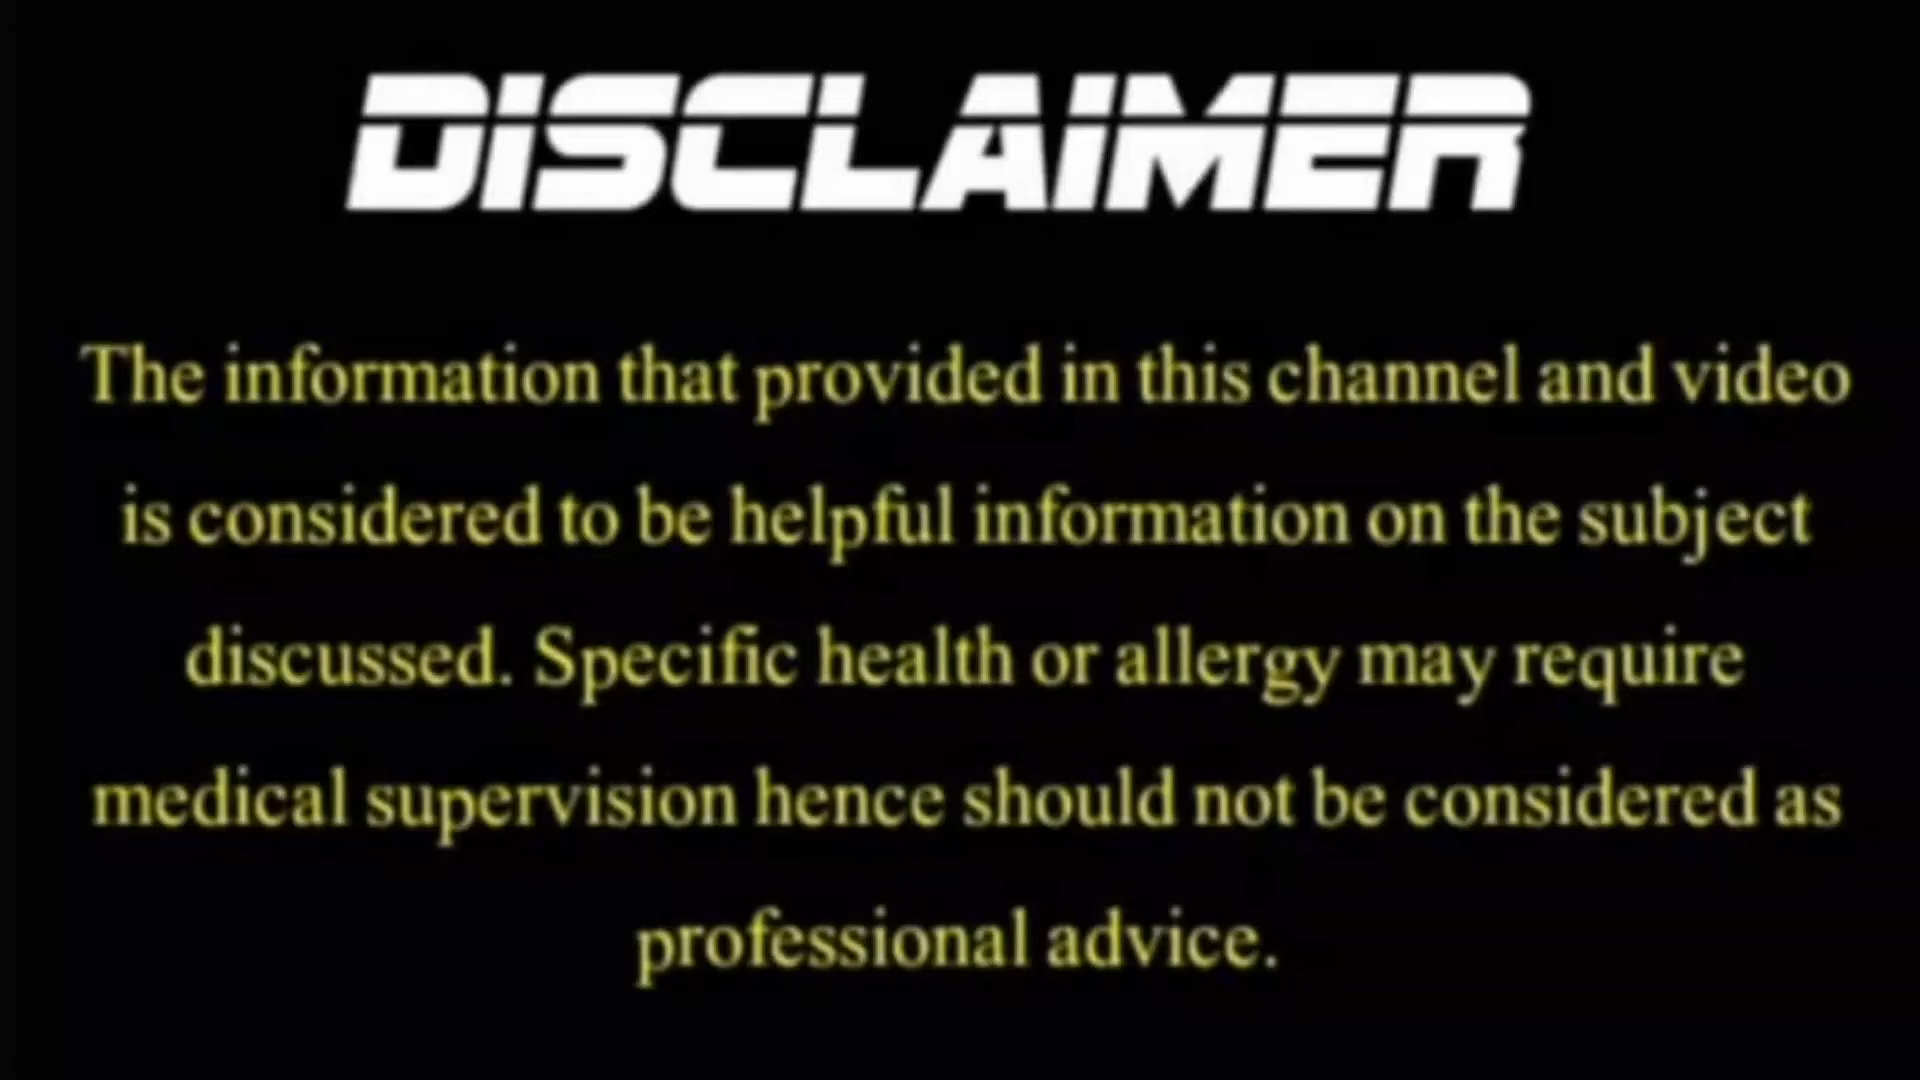 DISCLAIMER
The information that provided in this channel and video
is considered to be helpful information on the subject
discussed. Specific health or allergy may require
medical supervision hence should not be considered as
professional advice.